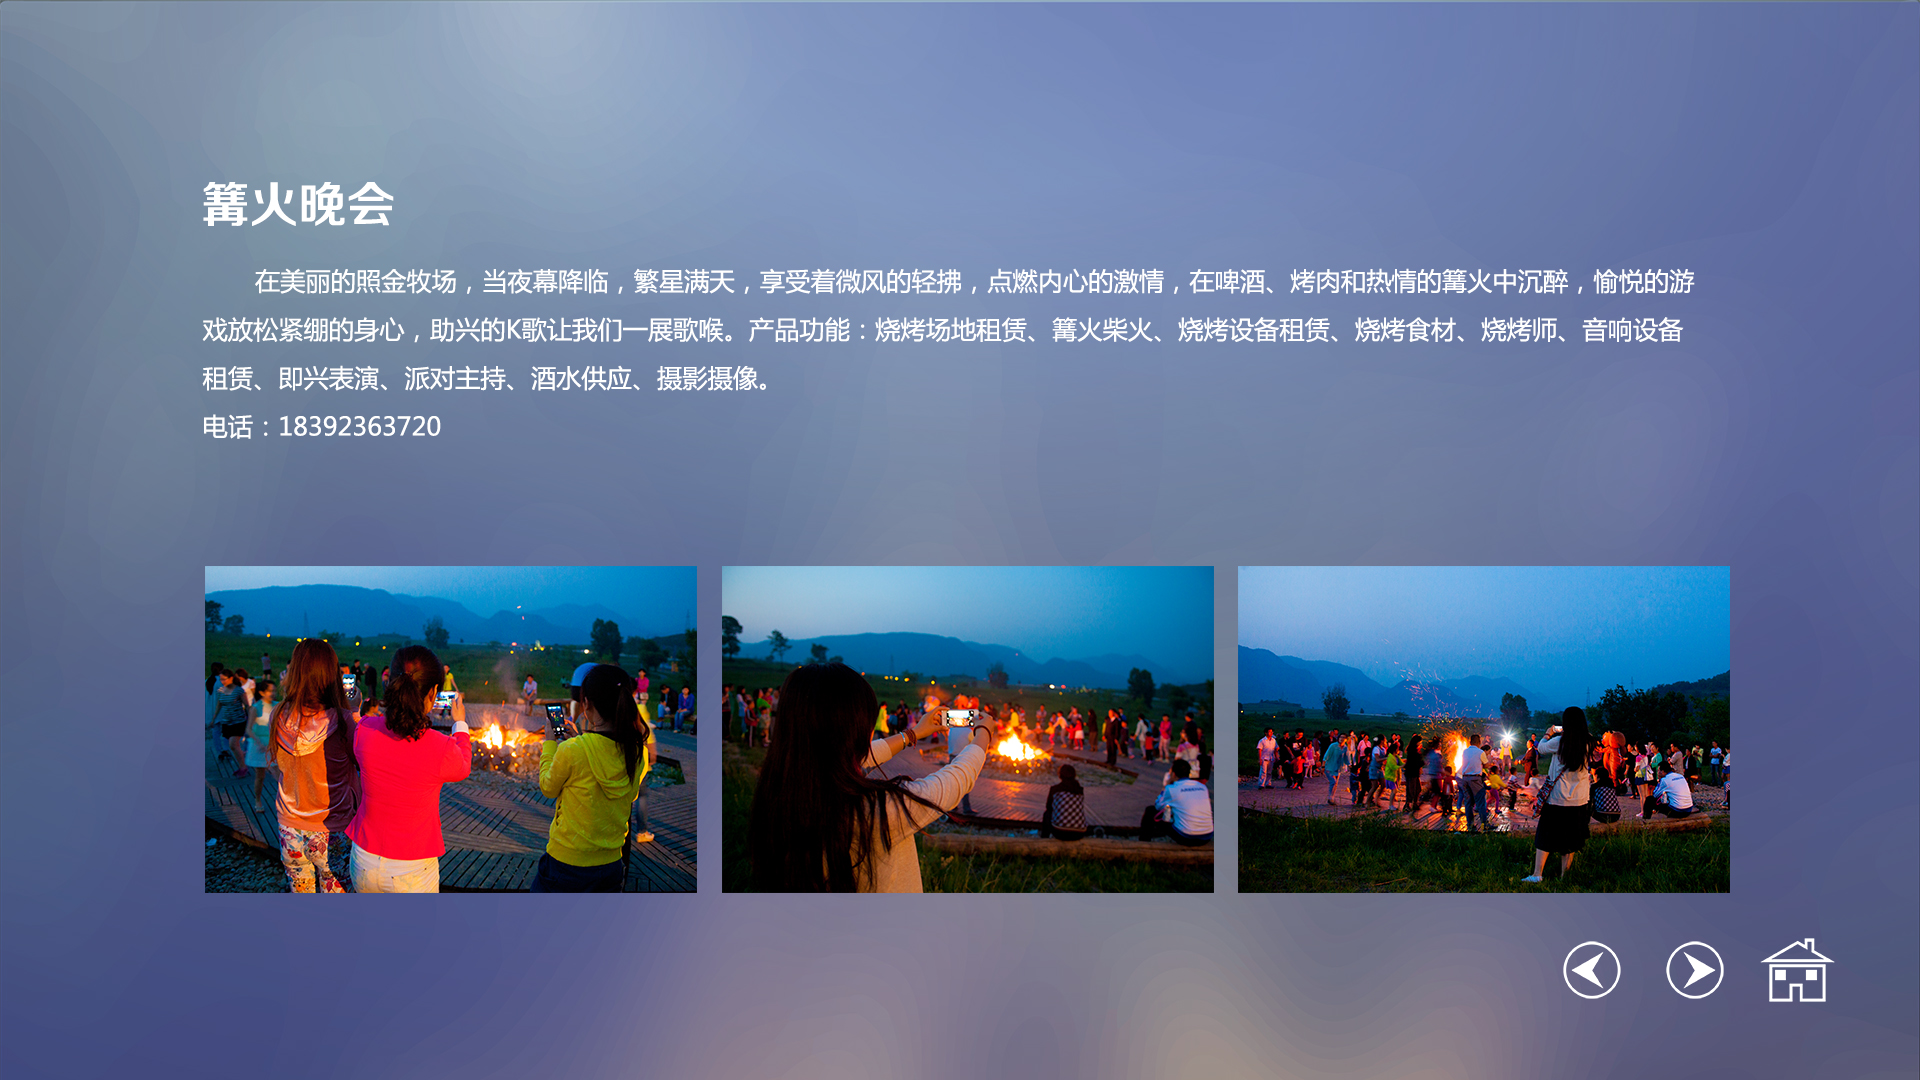 篝火晚会
在美丽的照金牧场，当夜幕降临，繁星满天，享受着微风的轻拂，点燃内心的激情，在啤酒、烤肉和热情的篝火中沉醉，愉悦的游
戏放松紧绷的身心，助兴的K歌让我们一展歌喉。产品功能：烧烤场地租赁、篝火柴火、烧烤设备租赁、烧烤食材、烧烤师、音响设备
租赁、即兴表演、派对主持、酒水供应、摄影摄像。
电话：18392363720